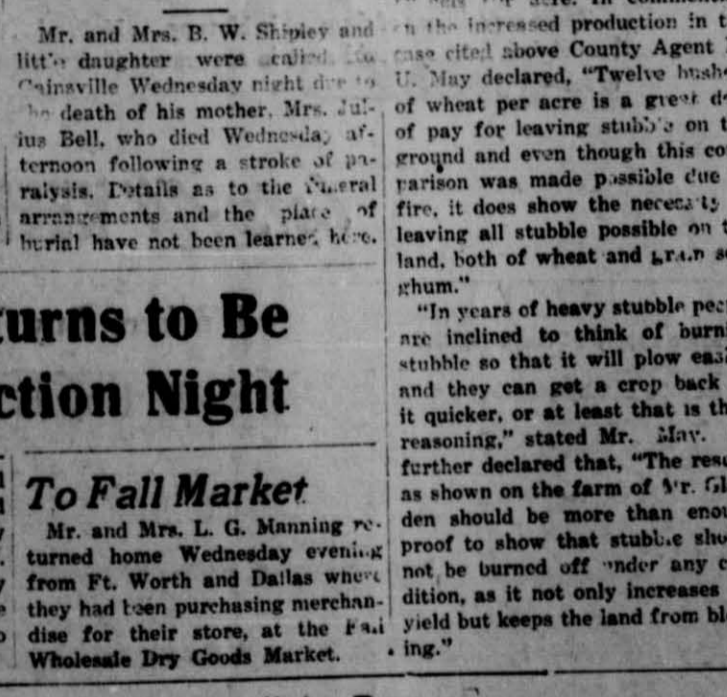 Mr. and Mrs. B. W. Shipley and
little daughter were called to
Gainsville Wednesday night due to
the death of his mother, Mrs. Jul-
ius Bell, who died Wednesday af-
ternoon following a stroke of pa-
ralysis. Details as to the funeral
arrangements and the place of
burial have not been learned here.
urns to Be
ction Night
To Fall Market
Mr. and Mrs. L. G. Manning re-
turned home Wednesday evening
from Ft. Worth and Dallas where
they had been purchasing merchan-
dise for their store, at the Fall
Wholesale Dry Goods Market.
on the increased production in t
case cited above County Agent
U. May declared, "Twelve bushe
of wheat per acre is a great de
of pay for leaving stubble on t
ground and even though this co
parison was made possible due
fire, it does show the necessity
leaving all stubble possible on t
land, both of wheat and grain so
ghum."
"In years of heavy stubble peo
are inclined to think of burn
stubble so that it will plow easi
and they can get a crop back
it quicker, or at least that is th
reasoning," stated Mr. May.
further declared that, "The resu
as shown on the farm of Mr. Gl
den should be more than enou
proof to show that stubble sho
not be burned off under any c
dition, as it not only increases
yield but keeps the land from bl
ing."